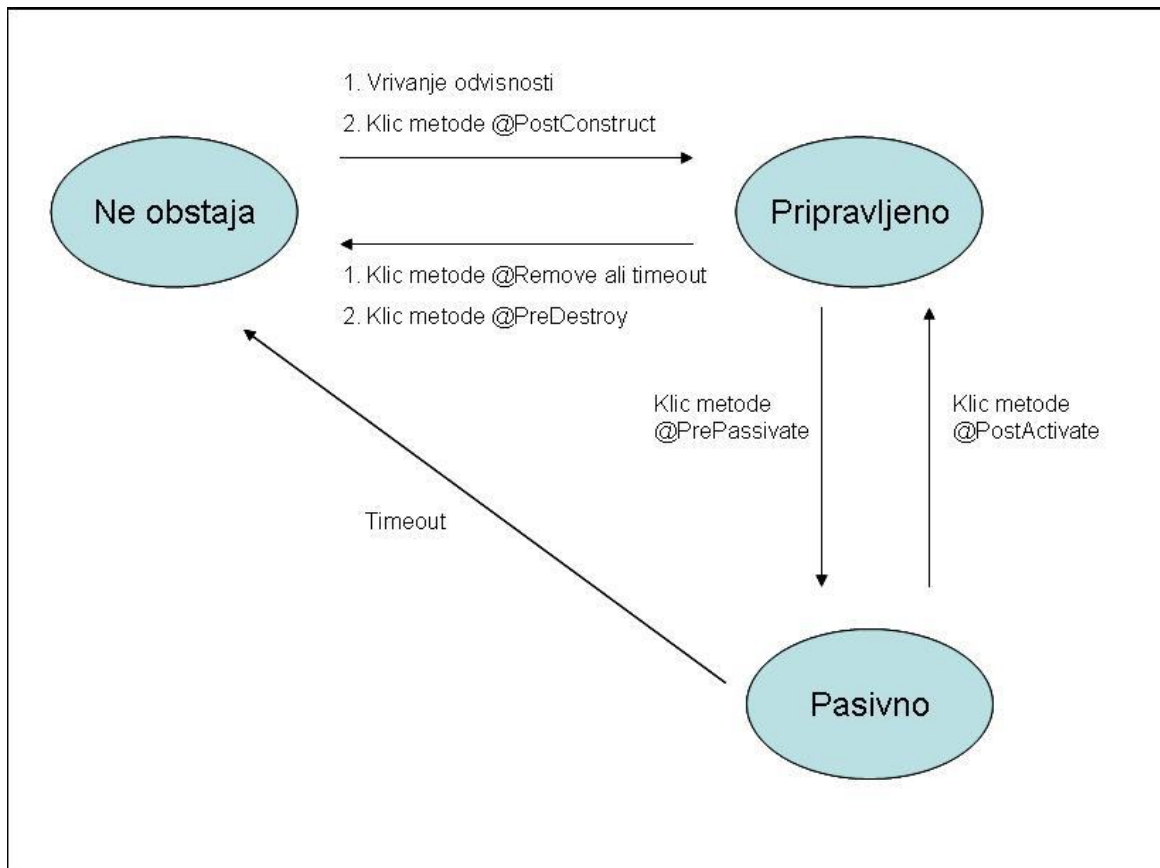 1. Vrivanje odvisnosti
2. Klic metode @PostConstruct
Ne obstaja
Pripravljeno
1. Klic metode @Remove ali timeout
2. Klic metode @PreDestroy
Klic metode
@PrePassivate
Klic metode
@PostActivate
Timeout
Pasivno